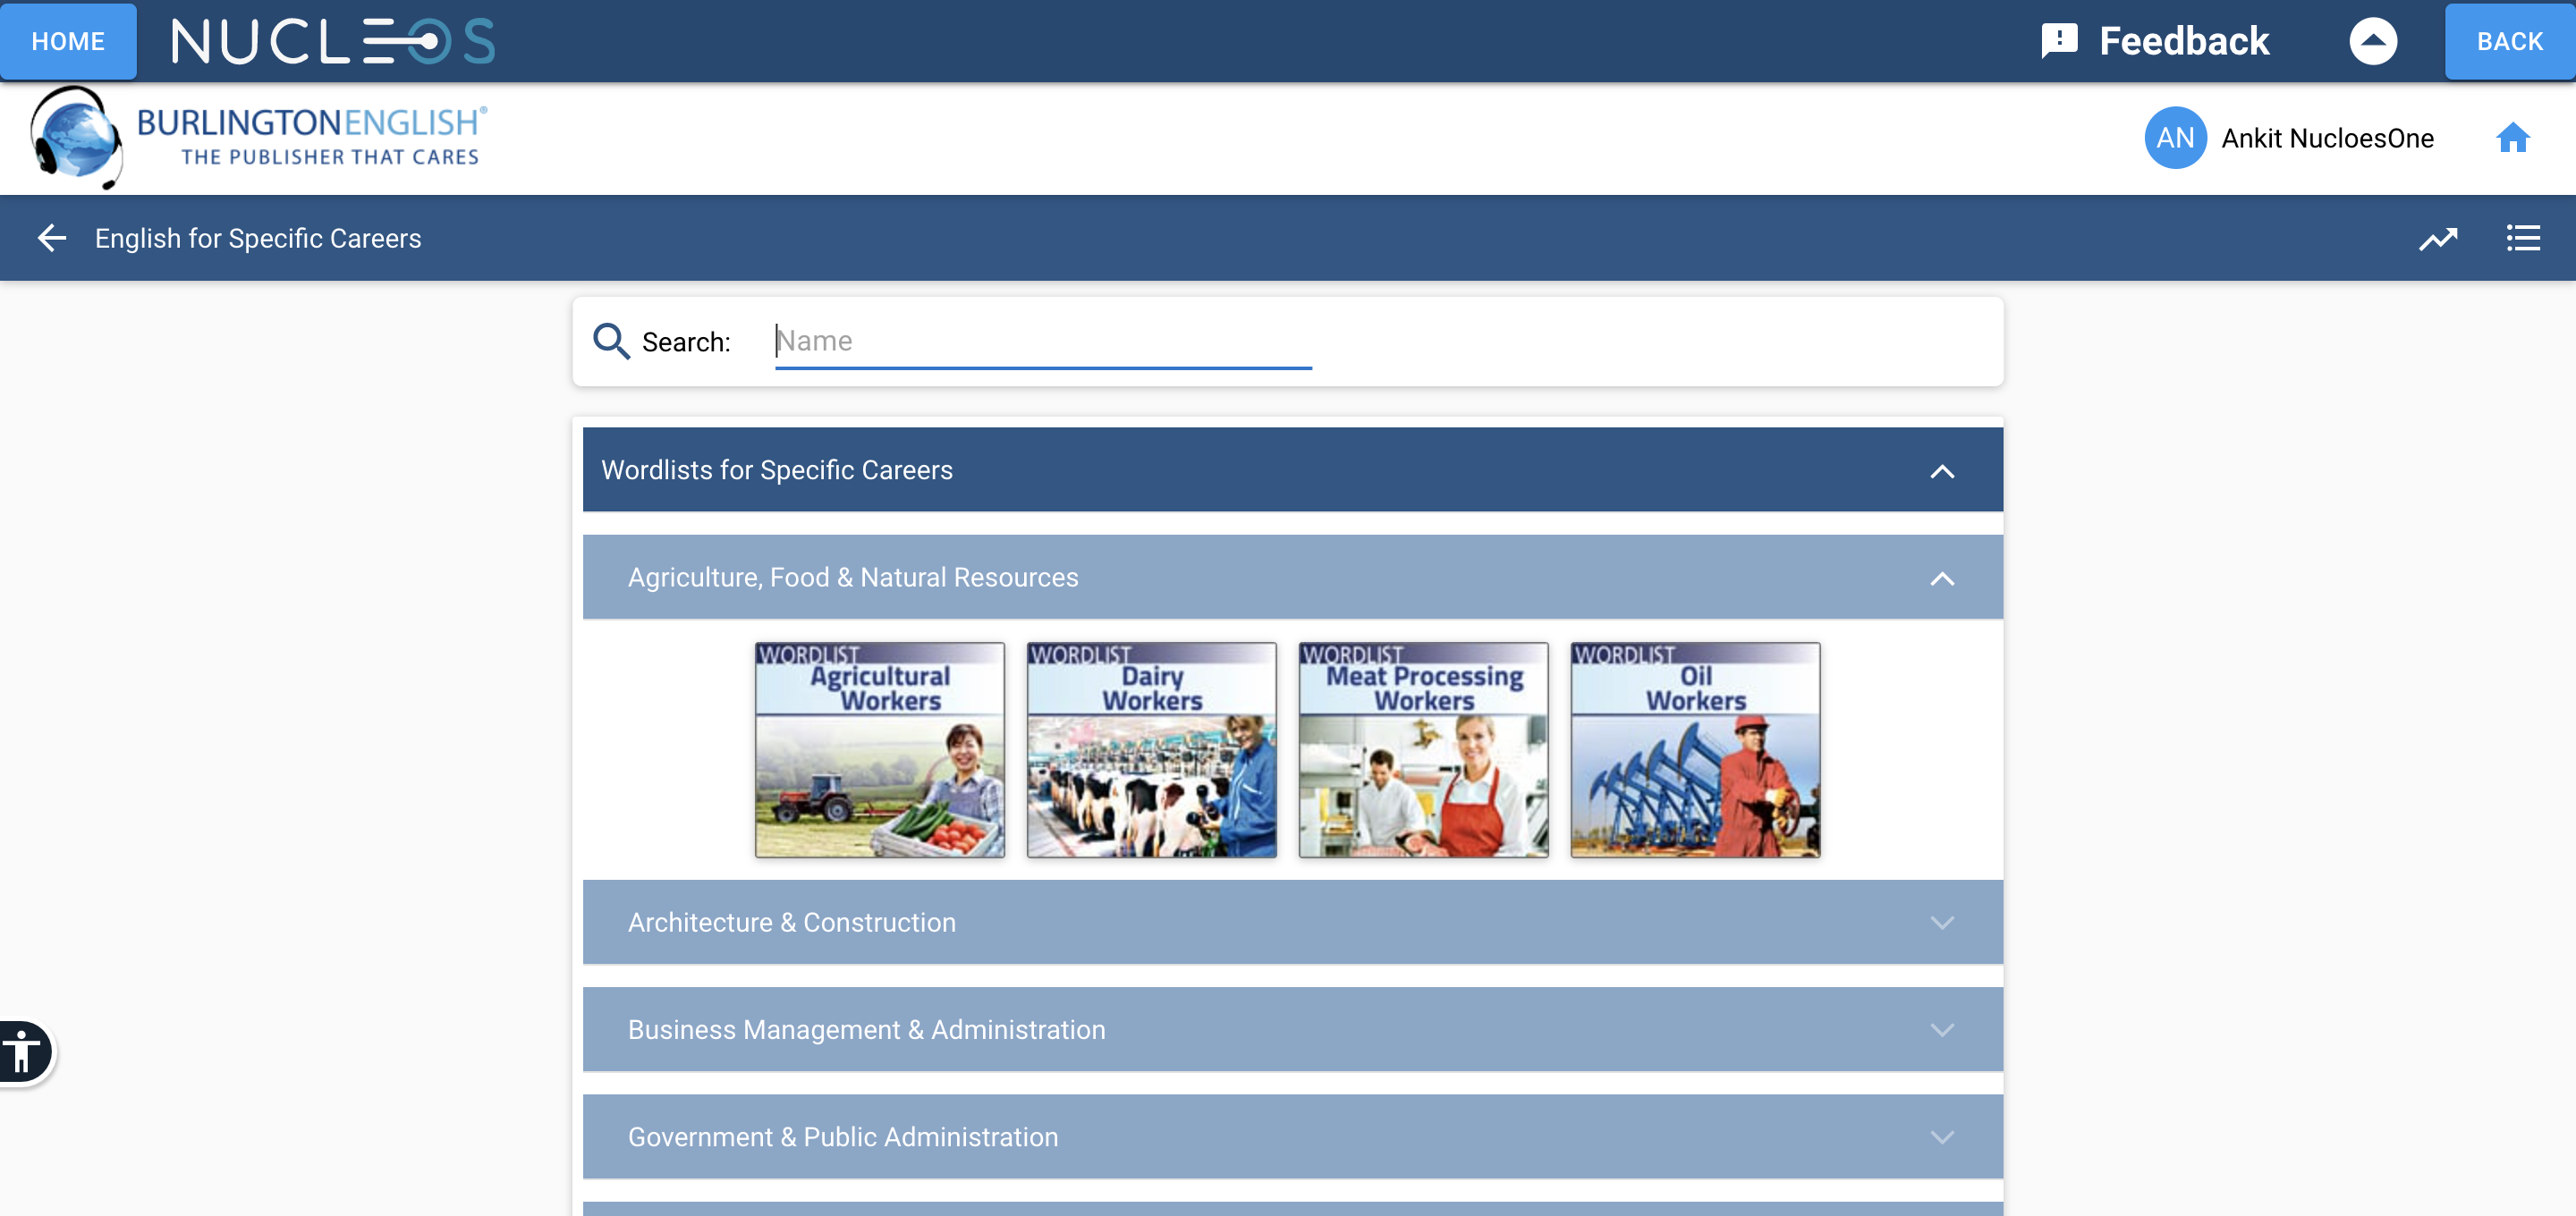 HOME
NUCLEOS
Feedback
BACK
BURLINGTONENGLISH®
THE PUBLISHER THAT CARES
AN
Ankit NucloesOne
English for Specific Careers
Search:
Name
Wordlists for Specific Careers
Agriculture, Food & Natural Resources
WORDLIST
Agricultural
Workers
WORDLIST
Dairy
Workers
WORDLIST
Meat Processing
Workers
WORDLIST
Oil
Workers
Architecture & Construction
Business Management & Administration
Government & Public Administration